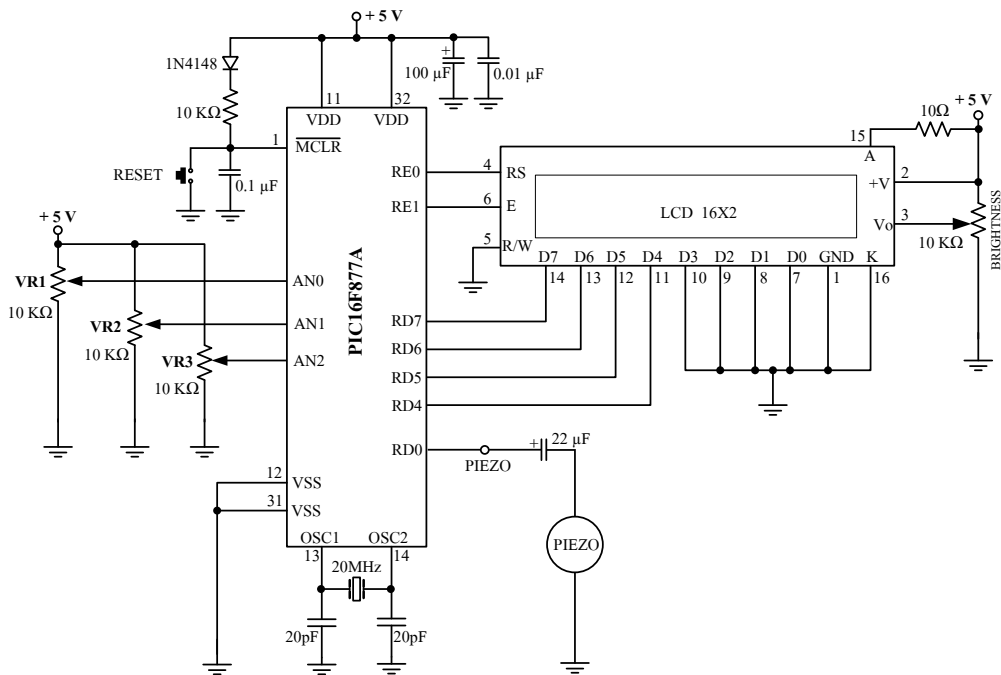 + 5 V
1N4148
100 µF
0.01 µF
11
32
10 KΩ
VDD
VDD
+ 5 V
10Ω
15
A
1
MCLR
RESET
0.1 µF
RE0
4
RS
+V
2
RE1
6
E
LCD 16X2
Vo
3
10 KΩ
BRIGHTNESS
5
R/W
D7
D6
D5
D4
D3
D2
D1
D0
GND
K
14
13
12
11
10
9
8
7
1
16
+ 5 V
VR1
AN0
10 KΩ
VR2
AN1
10 KΩ
VR3
AN2
10 KΩ
PIC16F877A
RD7
RD6
RD5
RD4
RD0
PIEZO
+
22 µF
PIEZO
12
VSS
31
VSS
OSC1
OSC2
13
14
20MHz
20pF
20pF